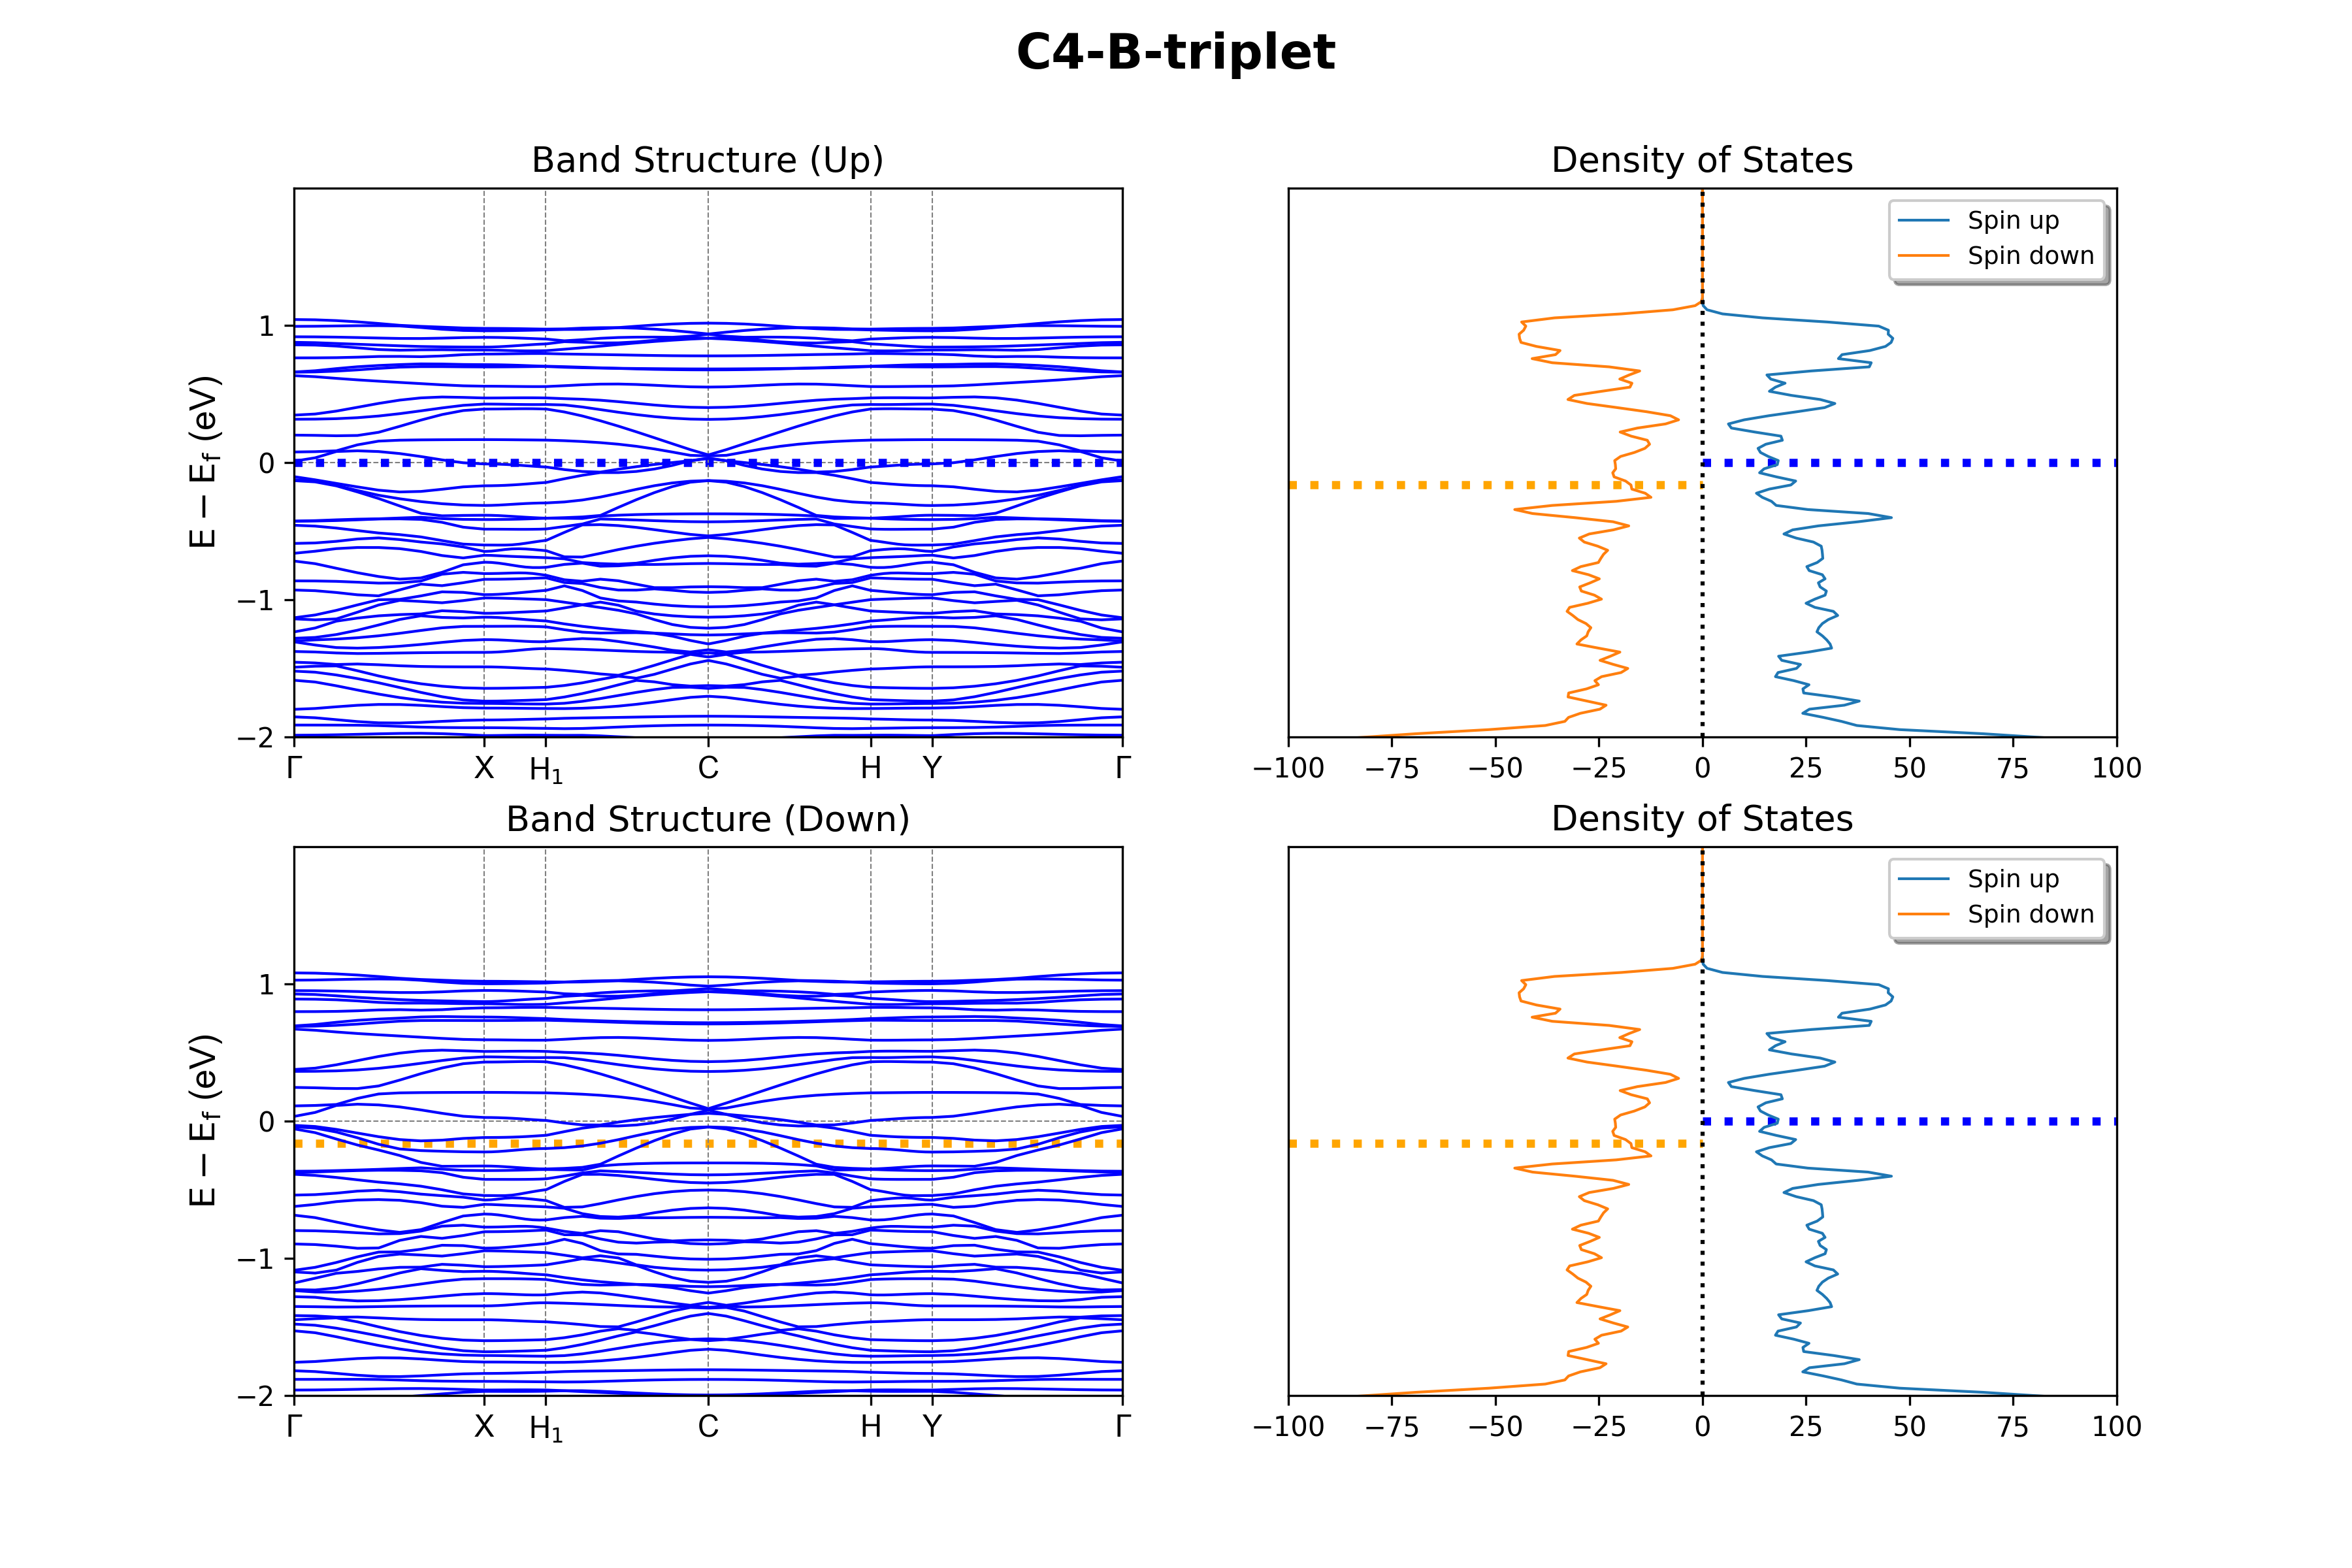 C4-B-triplet
Band Structure (Up)
E − E_f (eV)
1
0
−1
−2
Γ X H₁ C H Y Γ
Density of States
Spin up
Spin down
−100 −75 −50 −25 0 25 50 75 100
Band Structure (Down)
E − E_f (eV)
1
0
−1
−2
Γ X H₁ C H Y Γ
Density of States
Spin up
Spin down
−100 −75 −50 −25 0 25 50 75 100